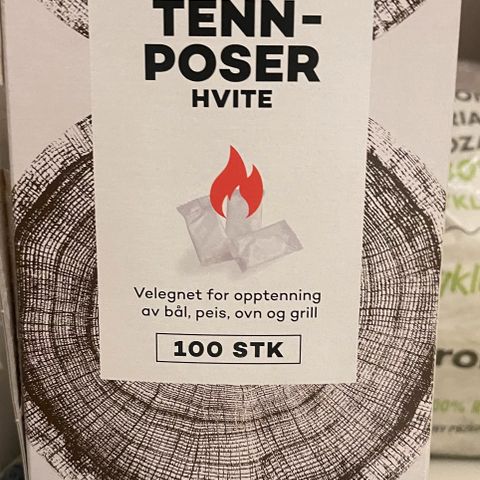 TENN-
POSER
HVITE
Velegnet for opptenning
av bål, peis, ovn og grill
100 STK